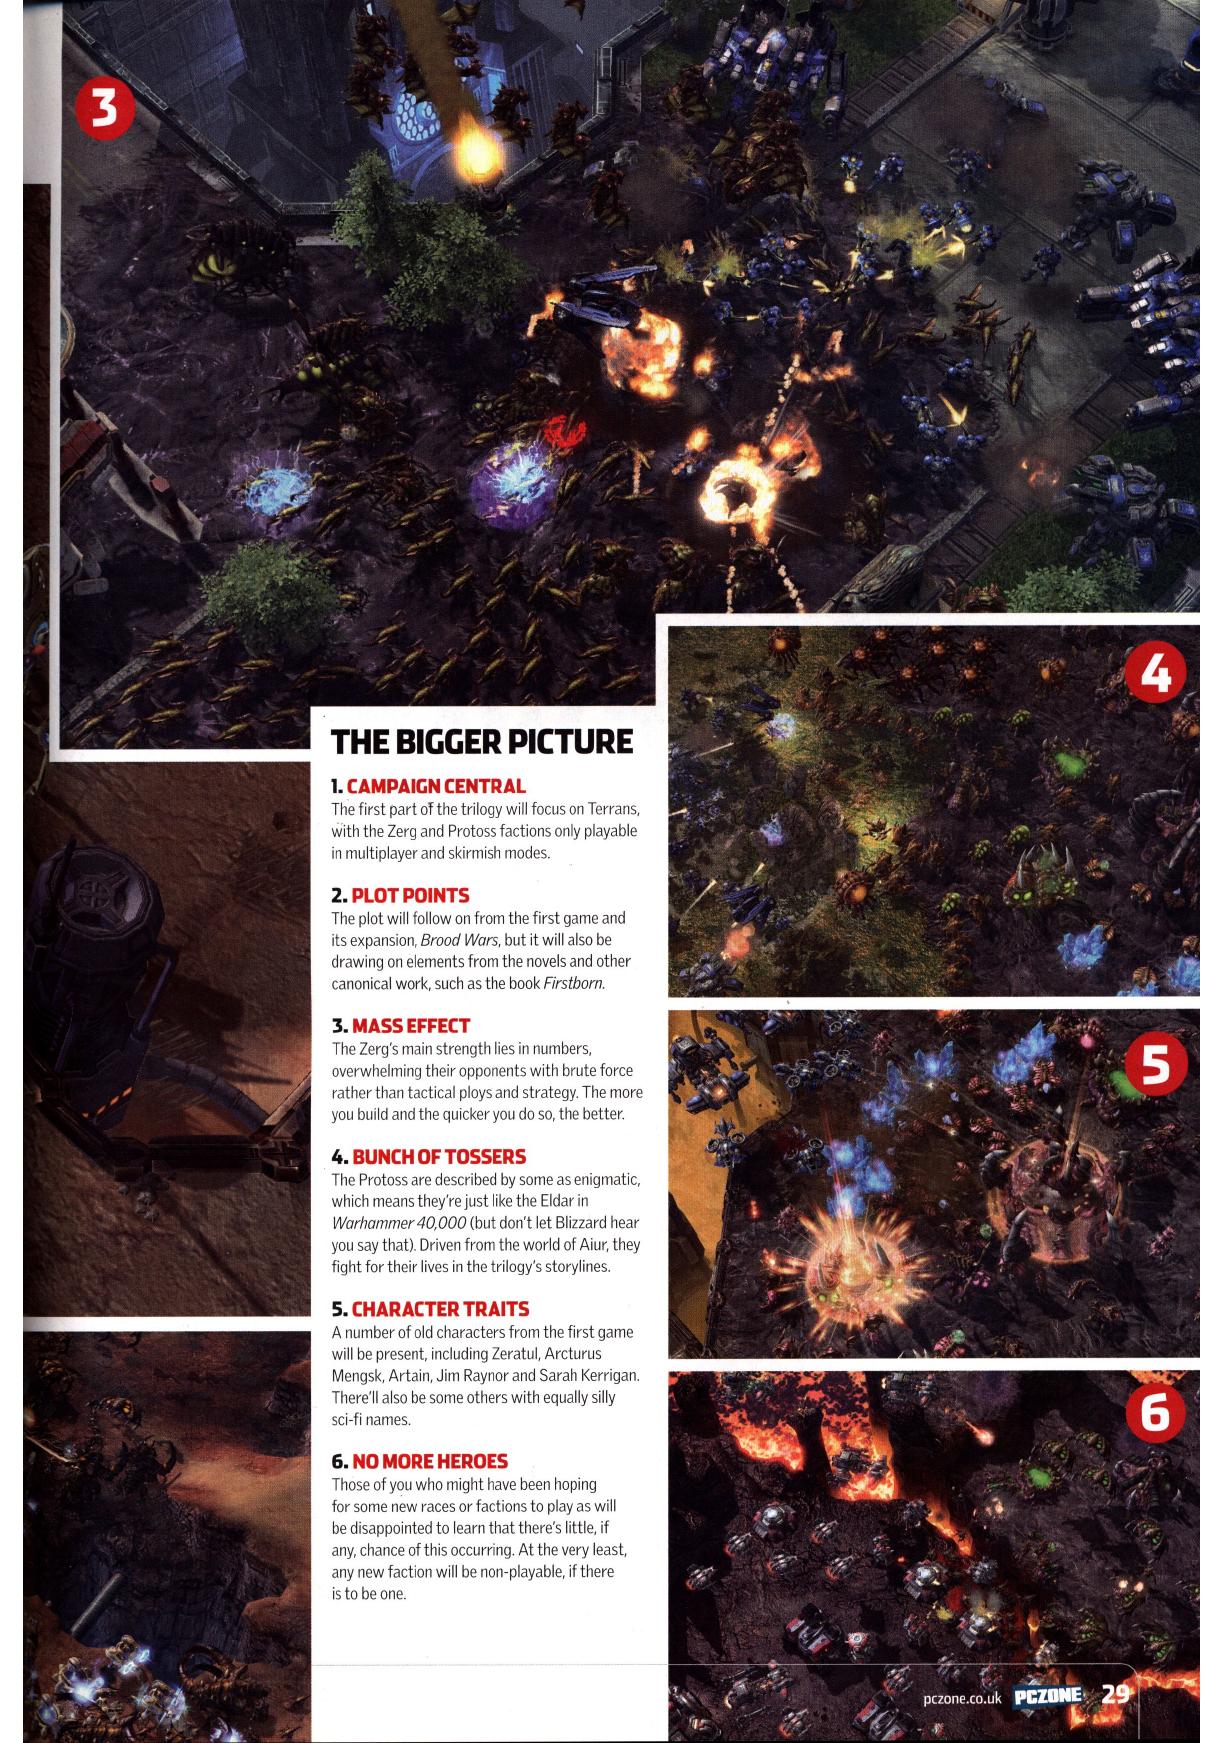 3
4
THE BIGGER PICTURE
1. CAMPAIGN CENTRAL
The first part of the trilogy will focus on Terrans,
with the Zerg and Protoss factions only playable
in multiplayer and skirmish modes.
2. PLOT POINTS
The plot will follow on from the first game and
its expansion, Brood Wars, but it will also be
drawing on elements from the novels and other
canonical work, such as the book Firstborn.
3. MASS EFFECT
The Zerg's main strength lies in numbers,
overwhelming their opponents with brute force
rather than tactical ploys and strategy. The more
you build and the quicker you do so, the better.
4. BUNCH OF TOSSERS
The Protoss are described by some as enigmatic,
which means they're just like the Eldar in
Warhammer 40,000 (but don't let Blizzard hear
you say that). Driven from the world of Aiur, they
fight for their lives in the trilogy's storylines.
5. CHARACTER TRAITS
A number of old characters from the first game
will be present, including Zeratul, Arcturus
Mengsk, Artain, Jim Raynor and Sarah Kerrigan.
There'll also be some others with equally silly
sci-fi names.
6. NO MORE HEROES
Those of you who might have been hoping
for some new races or factions to play as will
be disappointed to learn that there's little, if
any, chance of this occurring. At the very least,
any new faction will be non-playable, if there
is to be one.
5
6
pczone.co.uk PCZONE 29